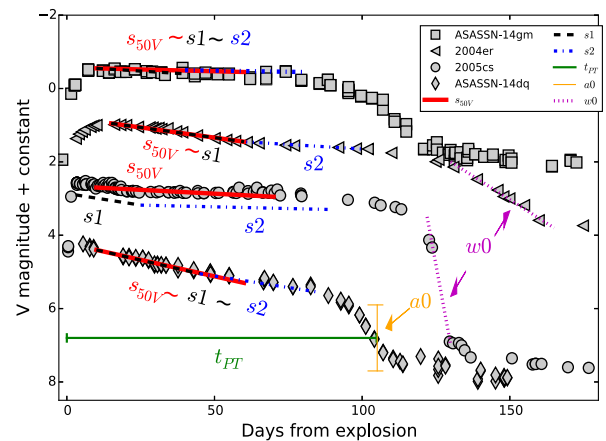 s50V ~ s1 ~ s2
ASASSN-14gm
2004er
2005cs
ASASSN-14dq
s50V
s1
s2
tPT
a0
w0
s50V ~ s1
s2
s50V
s1
s2
w0
s50V ~ s1 ~ s2
a0
tPT
0
2
4
6
8
0
50
100
150
V magnitude + constant
Days from explosion